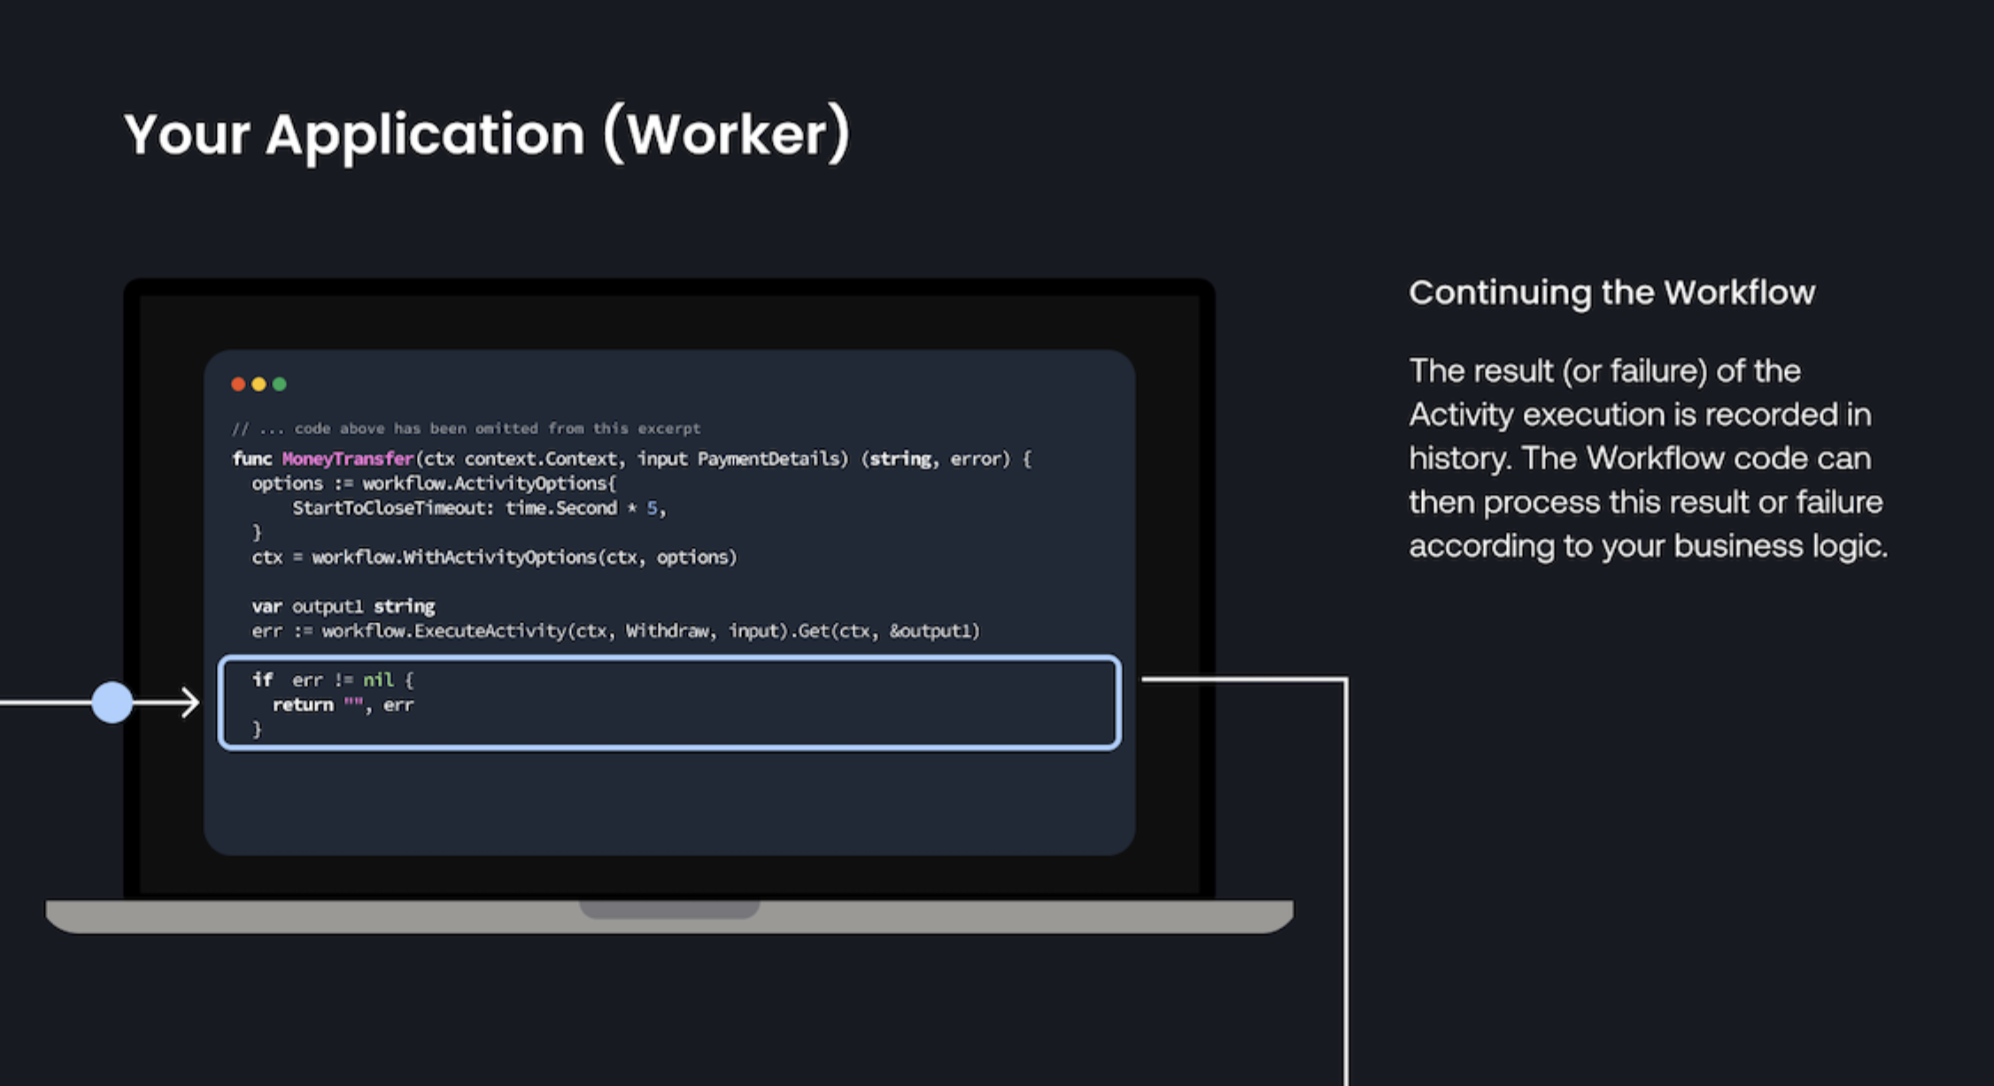 Your Application (Worker)
// ... code above has been omitted from this excerpt
func MoneyTransfer(ctx context.Context, input PaymentDetails) (string, error) {
  options := workflow.ActivityOptions{
      StartToCloseTimeout: time.Second * 5,
  }
  ctx = workflow.WithActivityOptions(ctx, options)
  var output1 string
  err := workflow.ExecuteActivity(ctx, Withdraw, input).Get(ctx, &output1)
  if  err != nil {
    return "", err
  }
Continuing the Workflow
The result (or failure) of the
Activity execution is recorded in
history. The Workflow code can
then process this result or failure
according to your business logic.